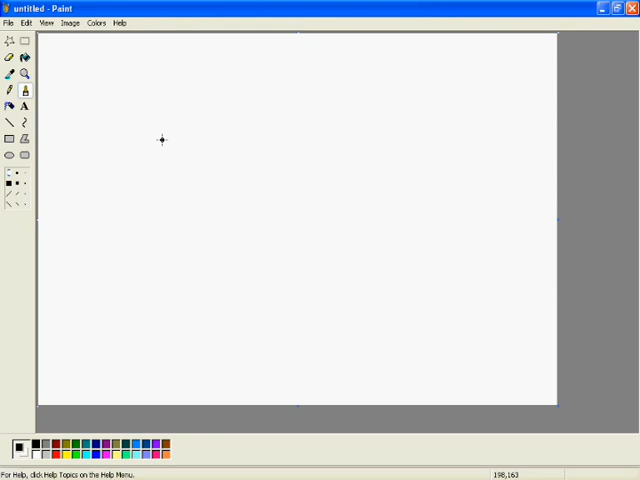 untitled - Paint
File Edit View Image Colors Help
A
For Help, click Help Topics on the Help Menu.
198,163